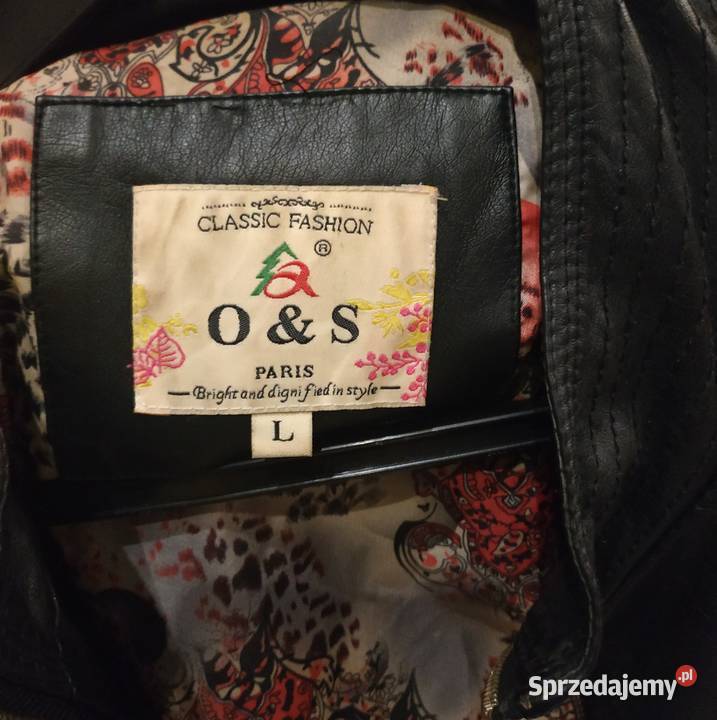 CLASSIC FASHION
®
O & S
PARIS
Bright and dignified in style
L
Sprzedajemy.pl